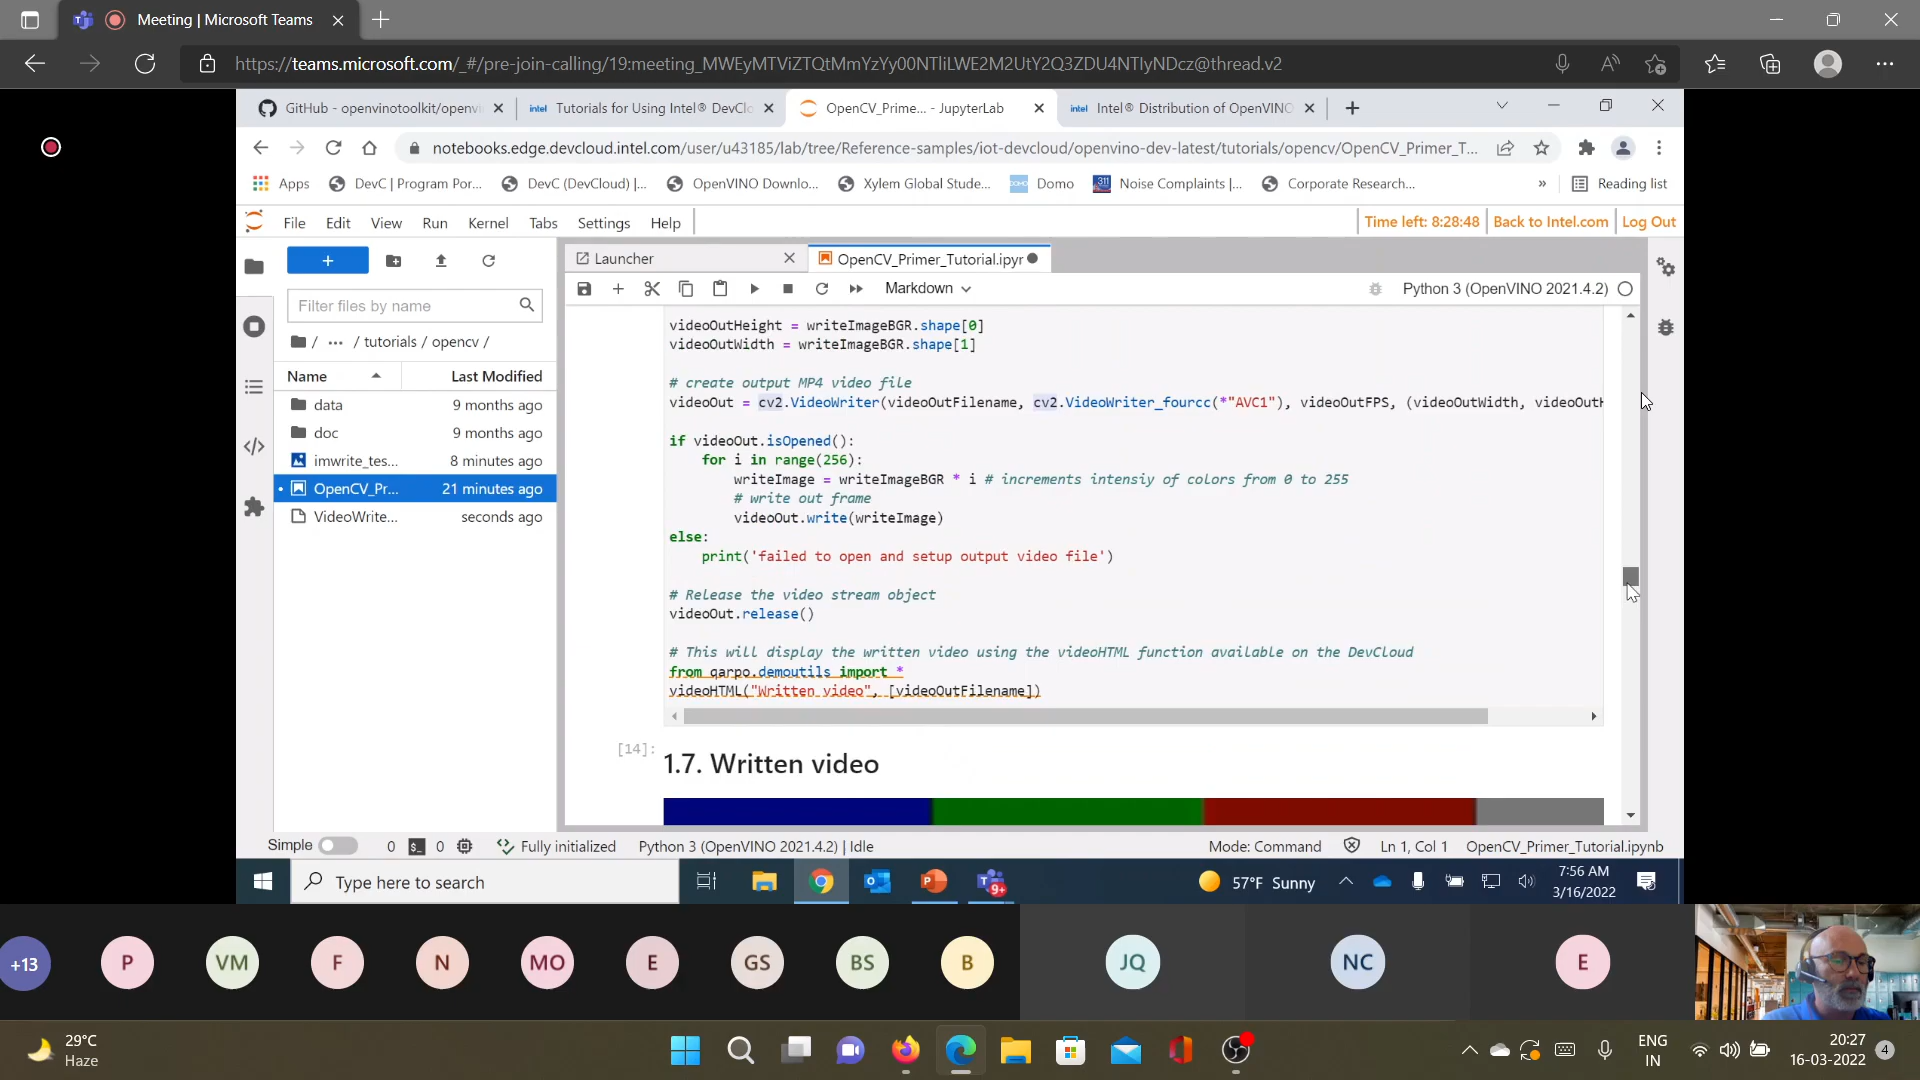 Meeting | Microsoft Teams
https://teams.microsoft.com/_#/pre-join-calling/19:meeting_MWEyMTViZTQtMmYzYy00NTliLWE2M2UtY2Q3ZDU4NTIyNDcz@thread.v2
GitHub - openvinotoolkit/openvi
intel Tutorials for Using Intel® DevClo
OpenCV_Prime... - JupyterLab
intel Intel® Distribution of OpenVINO
notebooks.edge.devcloud.intel.com/user/u43185/lab/tree/Reference-samples/iot-devcloud/openvino-dev-latest/tutorials/opencv/OpenCV_Primer_T...
Apps
DevC | Program Por...
DevC (DevCloud) |...
OpenVINO Downlo...
Xylem Global Stude...
DOMO Domo
311 Noise Complaints |...
Corporate Research...
»
Reading list
File Edit View Run Kernel Tabs Settings Help
Time left: 8:28:48
Back to Intel.com
Log Out
+
Filter files by name
/ ··· / tutorials / opencv /
Name Last Modified
data 9 months ago
doc 9 months ago
imwrite_tes... 8 minutes ago
OpenCV_Pr... 21 minutes ago
VideoWrite... seconds ago
Launcher
OpenCV_Primer_Tutorial.ipyr
Markdown
Python 3 (OpenVINO 2021.4.2)
videoOutHeight = writeImageBGR.shape[0]
videoOutWidth = writeImageBGR.shape[1]
# create output MP4 video file
videoOut = cv2.VideoWriter(videoOutFilename, cv2.VideoWriter_fourcc(*"AVC1"), videoOutFPS, (videoOutWidth, videoOutH
if videoOut.isOpened():
for i in range(256):
writeImage = writeImageBGR * i # increments intensiy of colors from 0 to 255
# write out frame
videoOut.write(writeImage)
else:
print('failed to open and setup output video file')
# Release the video stream object
videoOut.release()
# This will display the written video using the videoHTML function available on the DevCloud
from qarpo.demoutils import *
videoHTML("Written video", [videoOutFilename])
[14]:
1.7. Written video
Simple
0
0
Fully initialized
Python 3 (OpenVINO 2021.4.2) | Idle
Mode: Command
Ln 1, Col 1
OpenCV_Primer_Tutorial.ipynb
Type here to search
9+
57°F Sunny
7:56 AM
3/16/2022
+13
P
VM
F
N
MO
E
GS
BS
B
JQ
NC
E
29°C
Haze
ENG
IN
20:27
16-03-2022
4